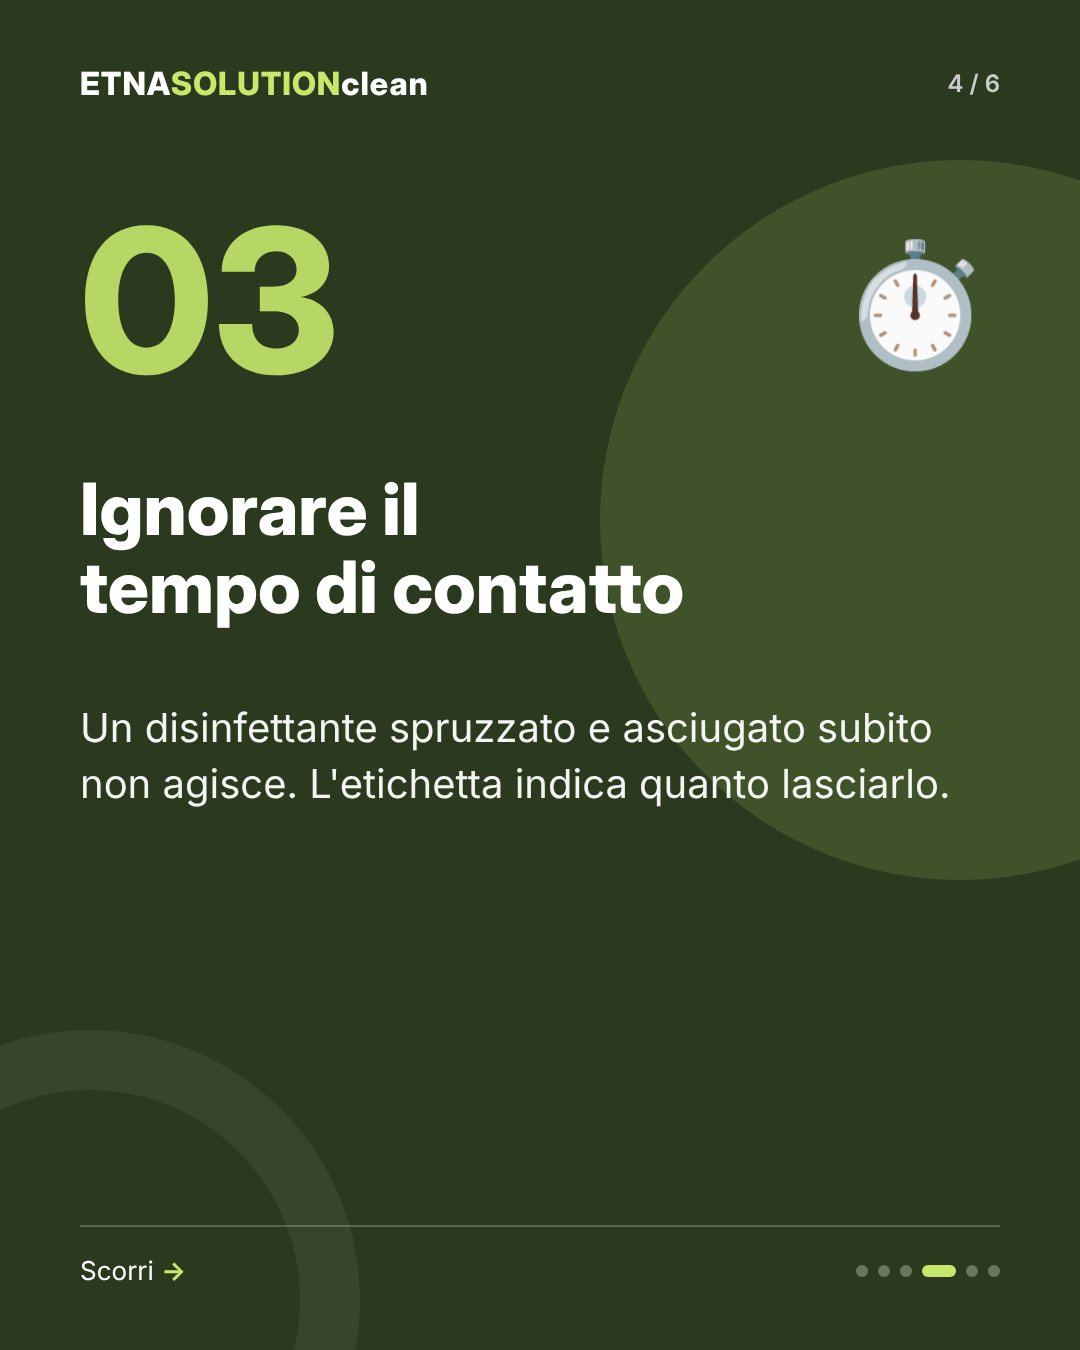 ETNASOLUTIONclean
4 / 6
03
Ignorare il
tempo di contatto
Un disinfettante spruzzato e asciugato subito
non agisce. L'etichetta indica quanto lasciarlo.
Scorri →